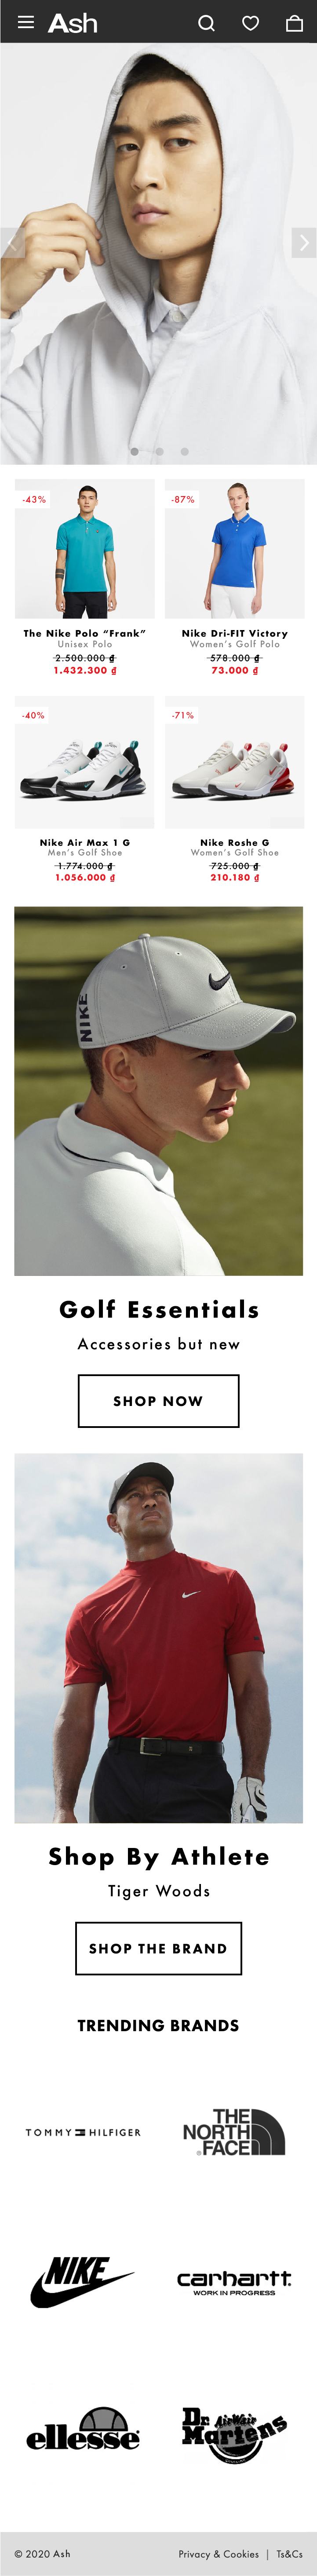 Ash
-43%
The Nike Polo “Frank”
Unisex Polo
2.500.000 ₫
1.432.300 ₫
-87%
Nike Dri-FIT Victory
Women’s Golf Polo
578.000 ₫
73.000 ₫
-40%
Nike Air Max 1 G
Men’s Golf Shoe
1.774.000 ₫
1.056.000 ₫
-71%
Nike Roshe G
Women’s Golf Shoe
725.000 ₫
210.180 ₫
NIKE
Golf Essentials
Accessories but new
SHOP NOW
Shop By Athlete
Tiger Woods
SHOP THE BRAND
TRENDING BRANDS
TOMMY HILFIGER
THE
NORTH
FACE
NIKE
carhartt
WORK IN PROGRESS
ellesse
Dr. AirWair
Martens
© 2020 Ash
Privacy & Cookies | Ts&Cs